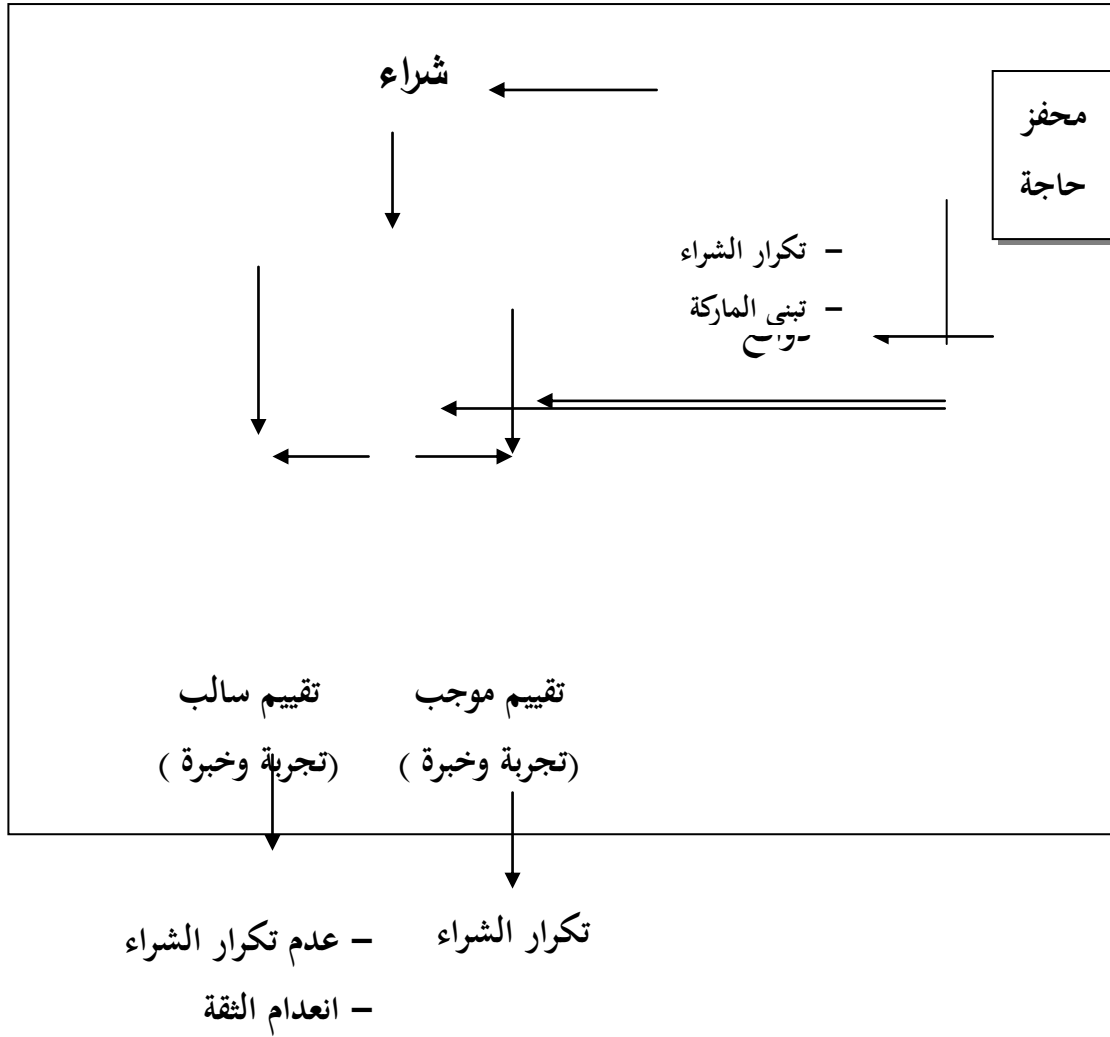 شراء
محفز
حاجة
– تكرار الشراء
– تبنى الماركة
تقييم موجب
(تجربة وخبرة )
تقييم سالب
(تجربة وخبرة )
تكرار الشراء
– عدم تكرار الشراء
– انعدام الثقة